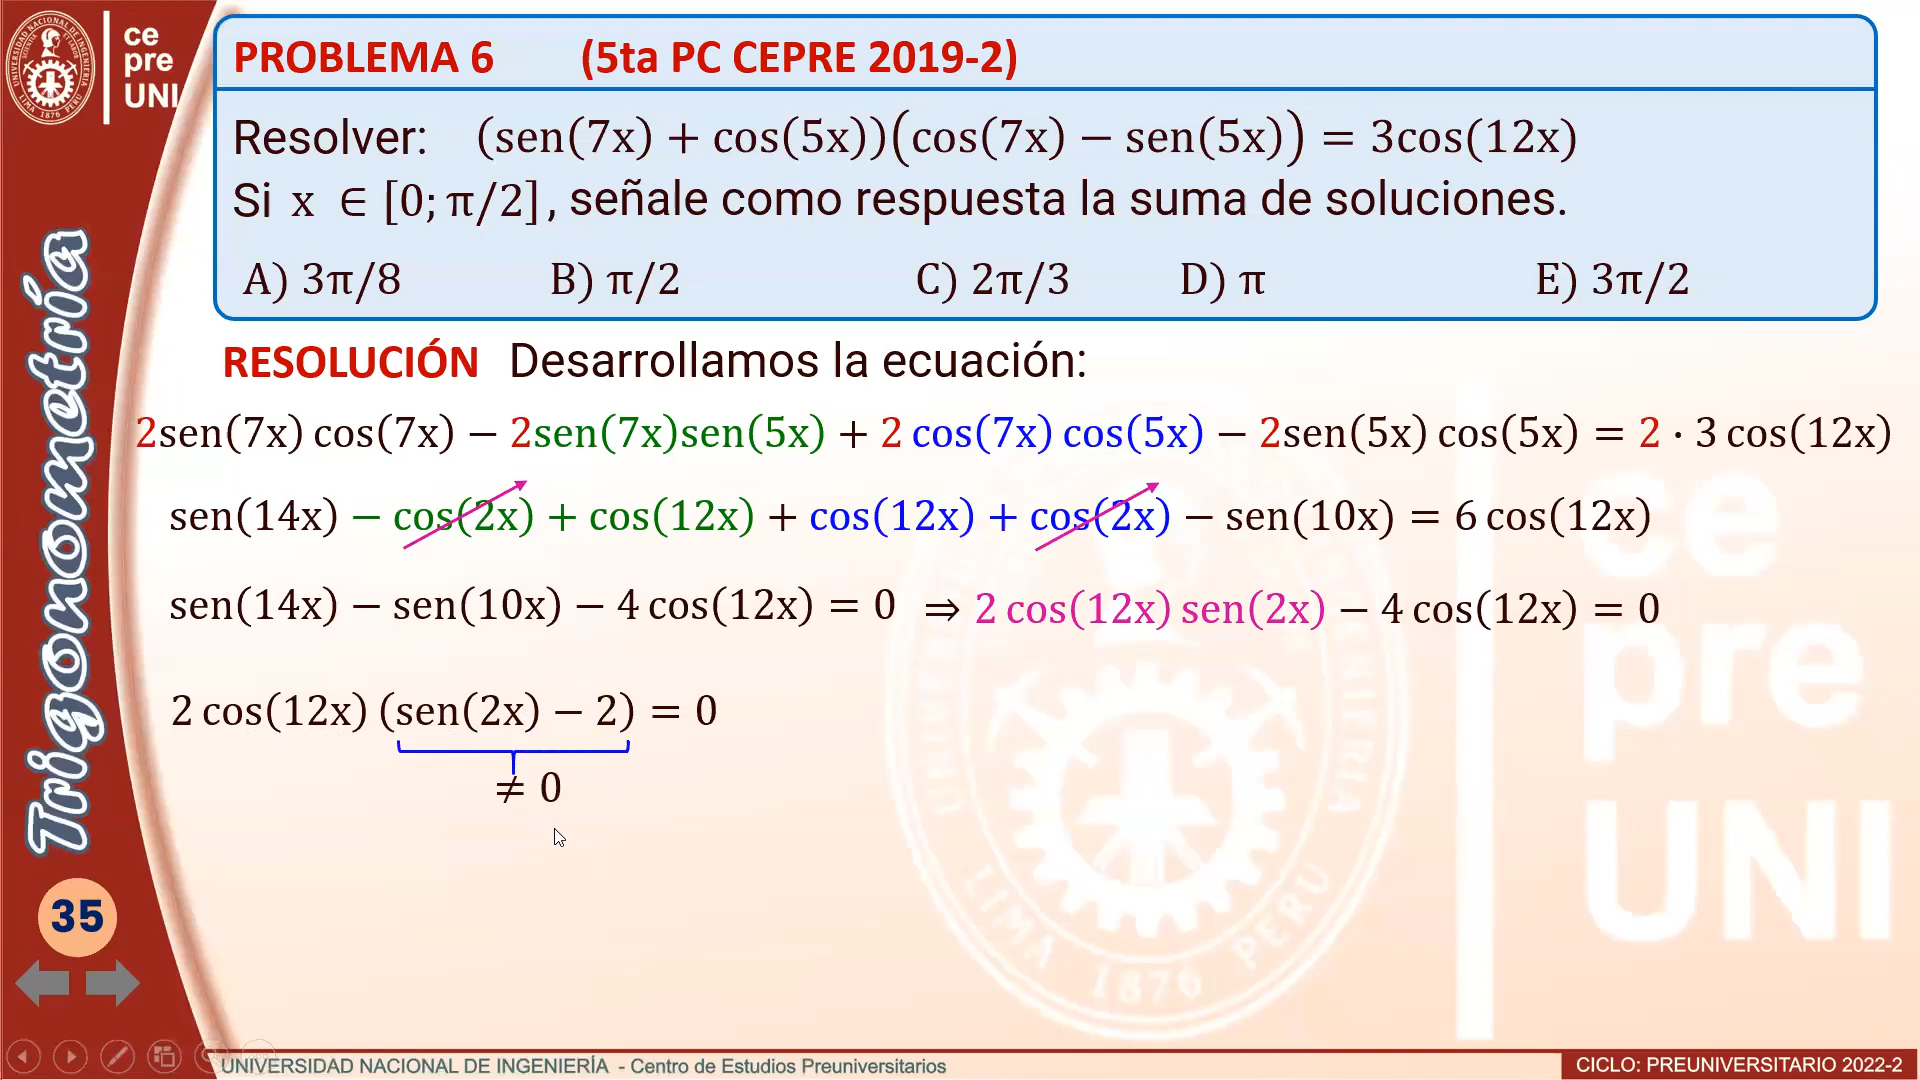 ce
pre
UNI
PROBLEMA 6 (5ta PC CEPRE 2019-2)
Resolver: (sen(7x) + cos(5x))(cos(7x) − sen(5x)) = 3cos(12x)
Si x ∈ [0; π/2], señale como respuesta la suma de soluciones.
A) 3π/8 B) π/2 C) 2π/3 D) π E) 3π/2
RESOLUCIÓN Desarrollamos la ecuación:
2sen(7x) cos(7x) − 2sen(7x)sen(5x) + 2 cos(7x) cos(5x) − 2sen(5x) cos(5x) = 2 · 3 cos(12x)
sen(14x) − cos(2x) + cos(12x) + cos(12x) + cos(2x) − sen(10x) = 6 cos(12x)
sen(14x) − sen(10x) − 4 cos(12x) = 0 ⇒ 2 cos(12x) sen(2x) − 4 cos(12x) = 0
2 cos(12x) (sen(2x) − 2) = 0
≠ 0
Trigonometría
35
ce
pre
UNI
LIMA 1876 PERU
UNIVERSIDAD NACIONAL DE INGENIERÍA - Centro de Estudios Preuniversitarios
CICLO: PREUNIVERSITARIO 2022-2